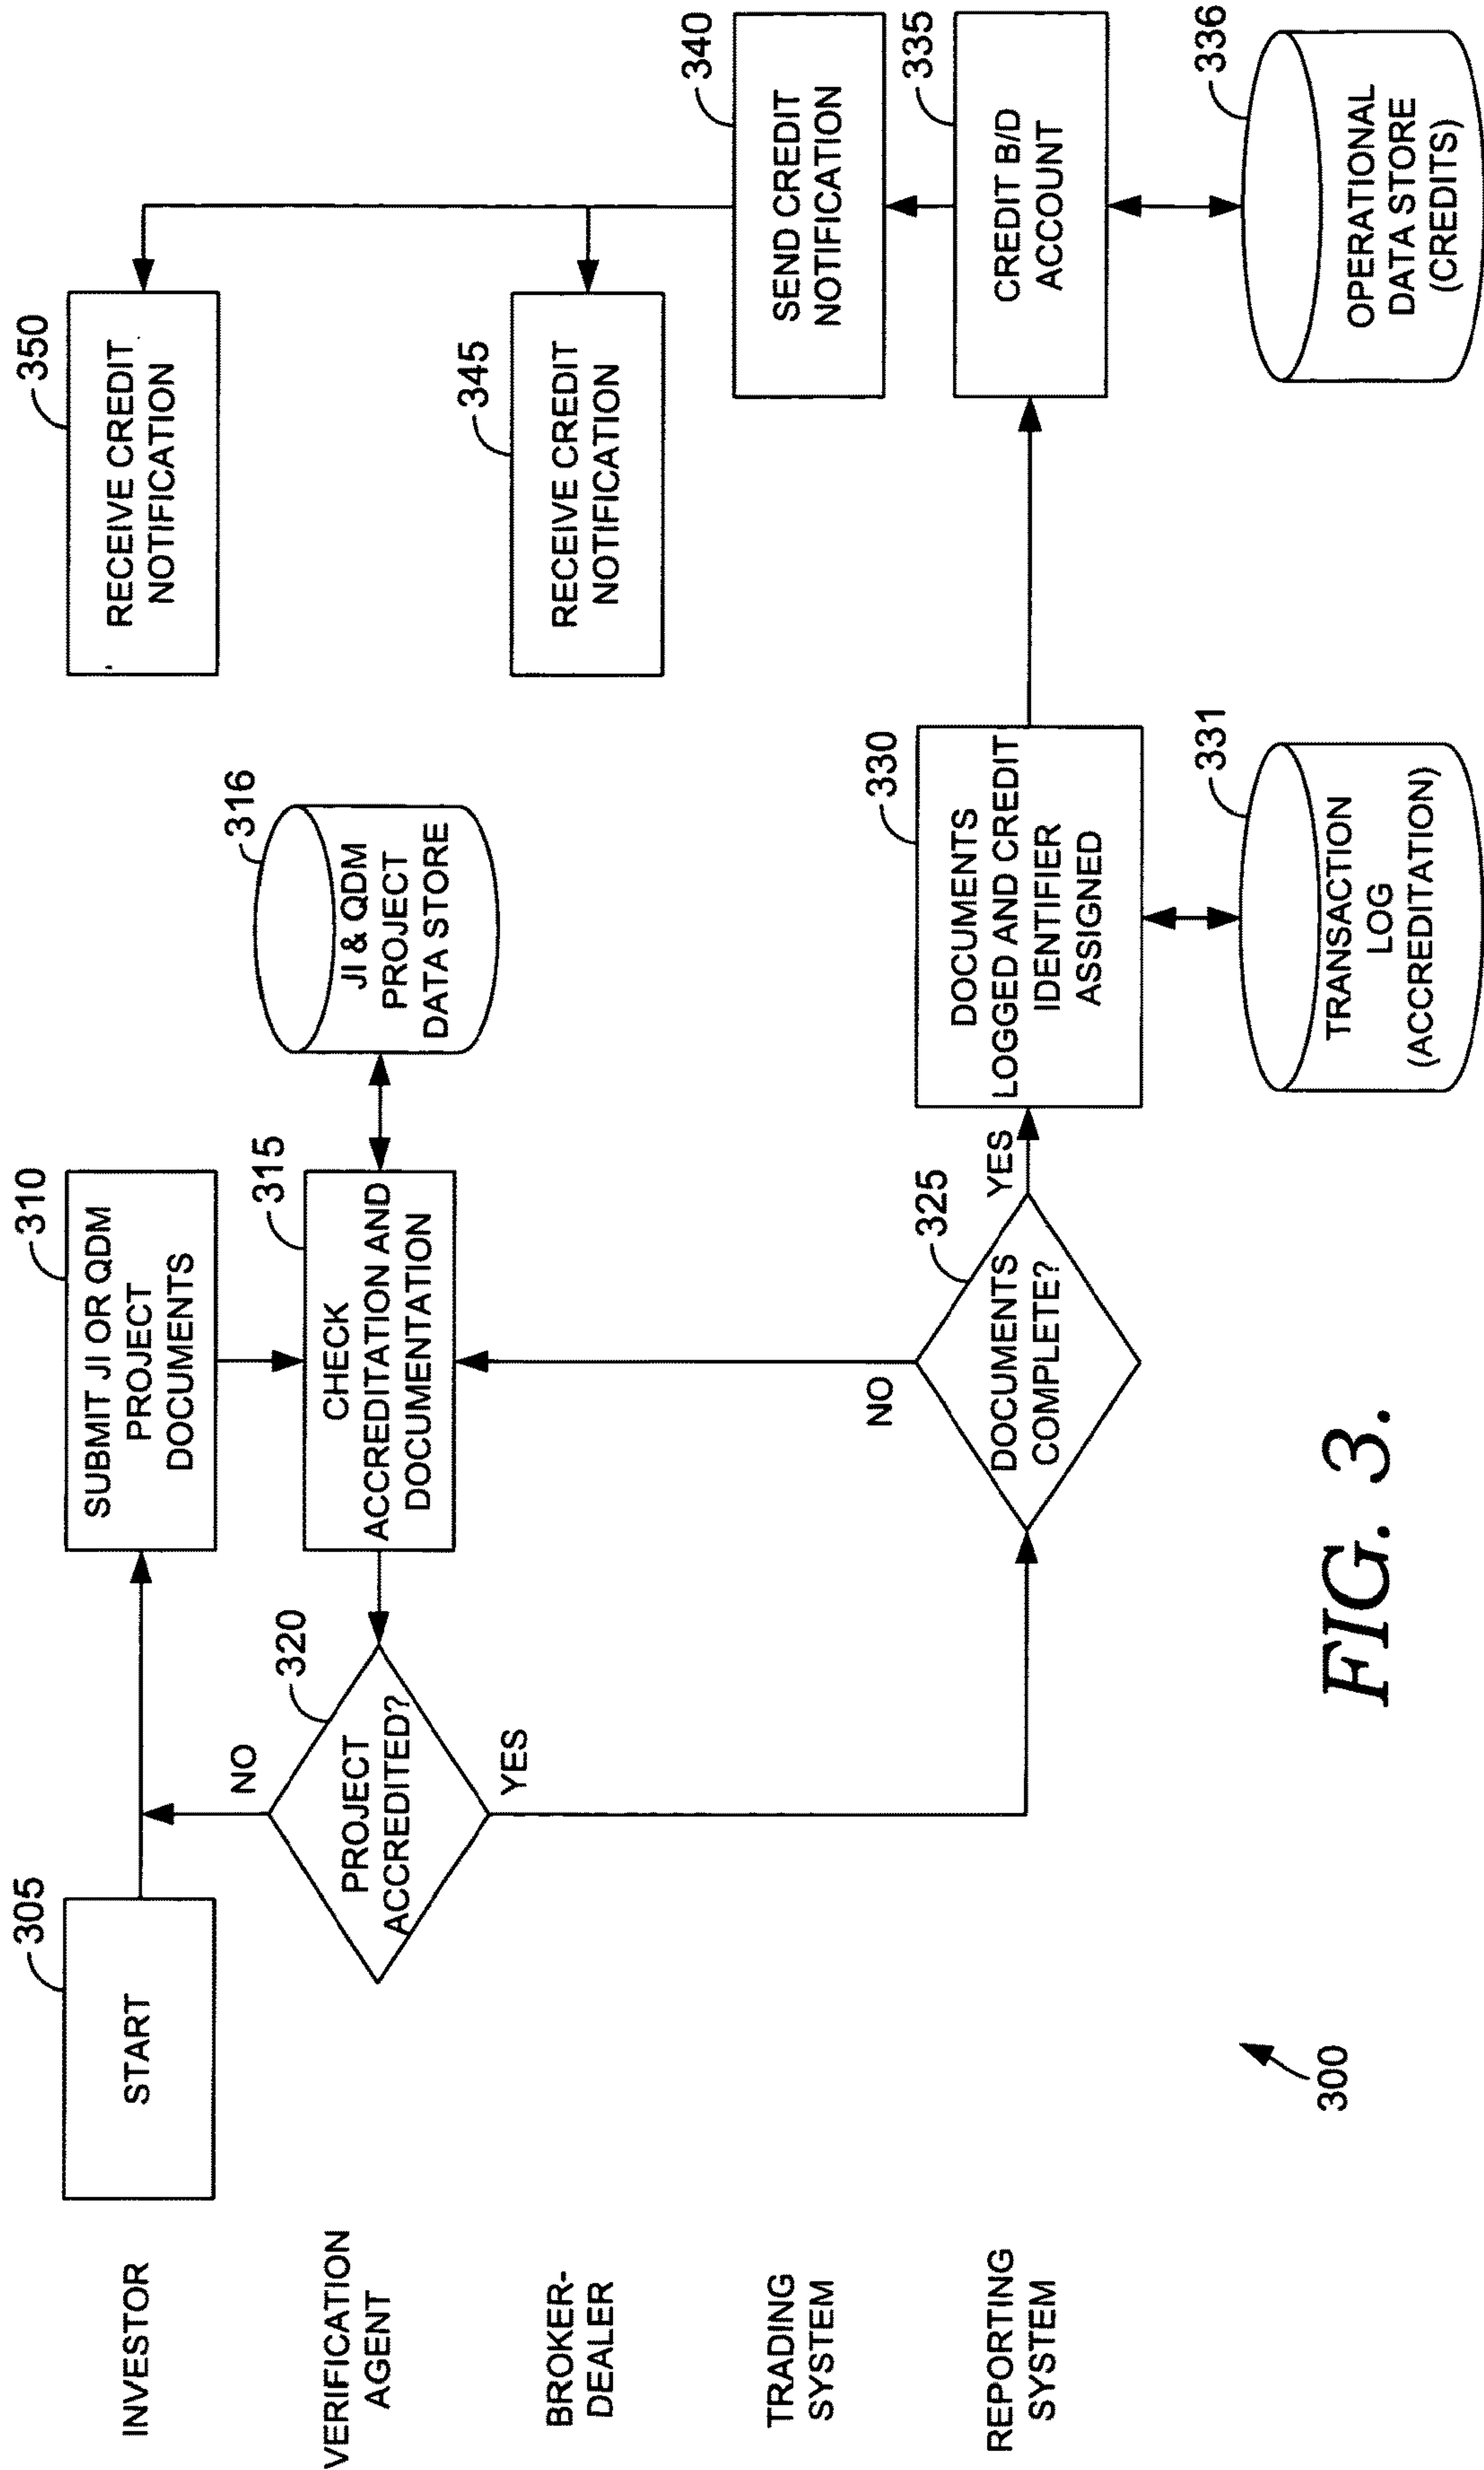 INVESTOR
305
START
310
SUBMIT JI OR QDM
PROJECT
DOCUMENTS
350
RECEIVE CREDIT
NOTIFICATION
VERIFICATION
AGENT
320
PROJECT
ACCREDITED?
NO
YES
315
CHECK
ACCREDITATION AND
DOCUMENTATION
316
JI & QDM
PROJECT
DATA STORE
BROKER-
DEALER
345
RECEIVE CREDIT
NOTIFICATION
TRADING
SYSTEM
340
SEND CREDIT
NOTIFICATION
REPORTING
SYSTEM
325
DOCUMENTS
COMPLETE?
NO
YES
330
DOCUMENTS
LOGGED AND CREDIT
IDENTIFIER
ASSIGNED
335
CREDIT B/D
ACCOUNT
331
TRANSACTION
LOG
(ACCREDITATION)
336
OPERATIONAL
DATA STORE
(CREDITS)
300
FIG. 3.